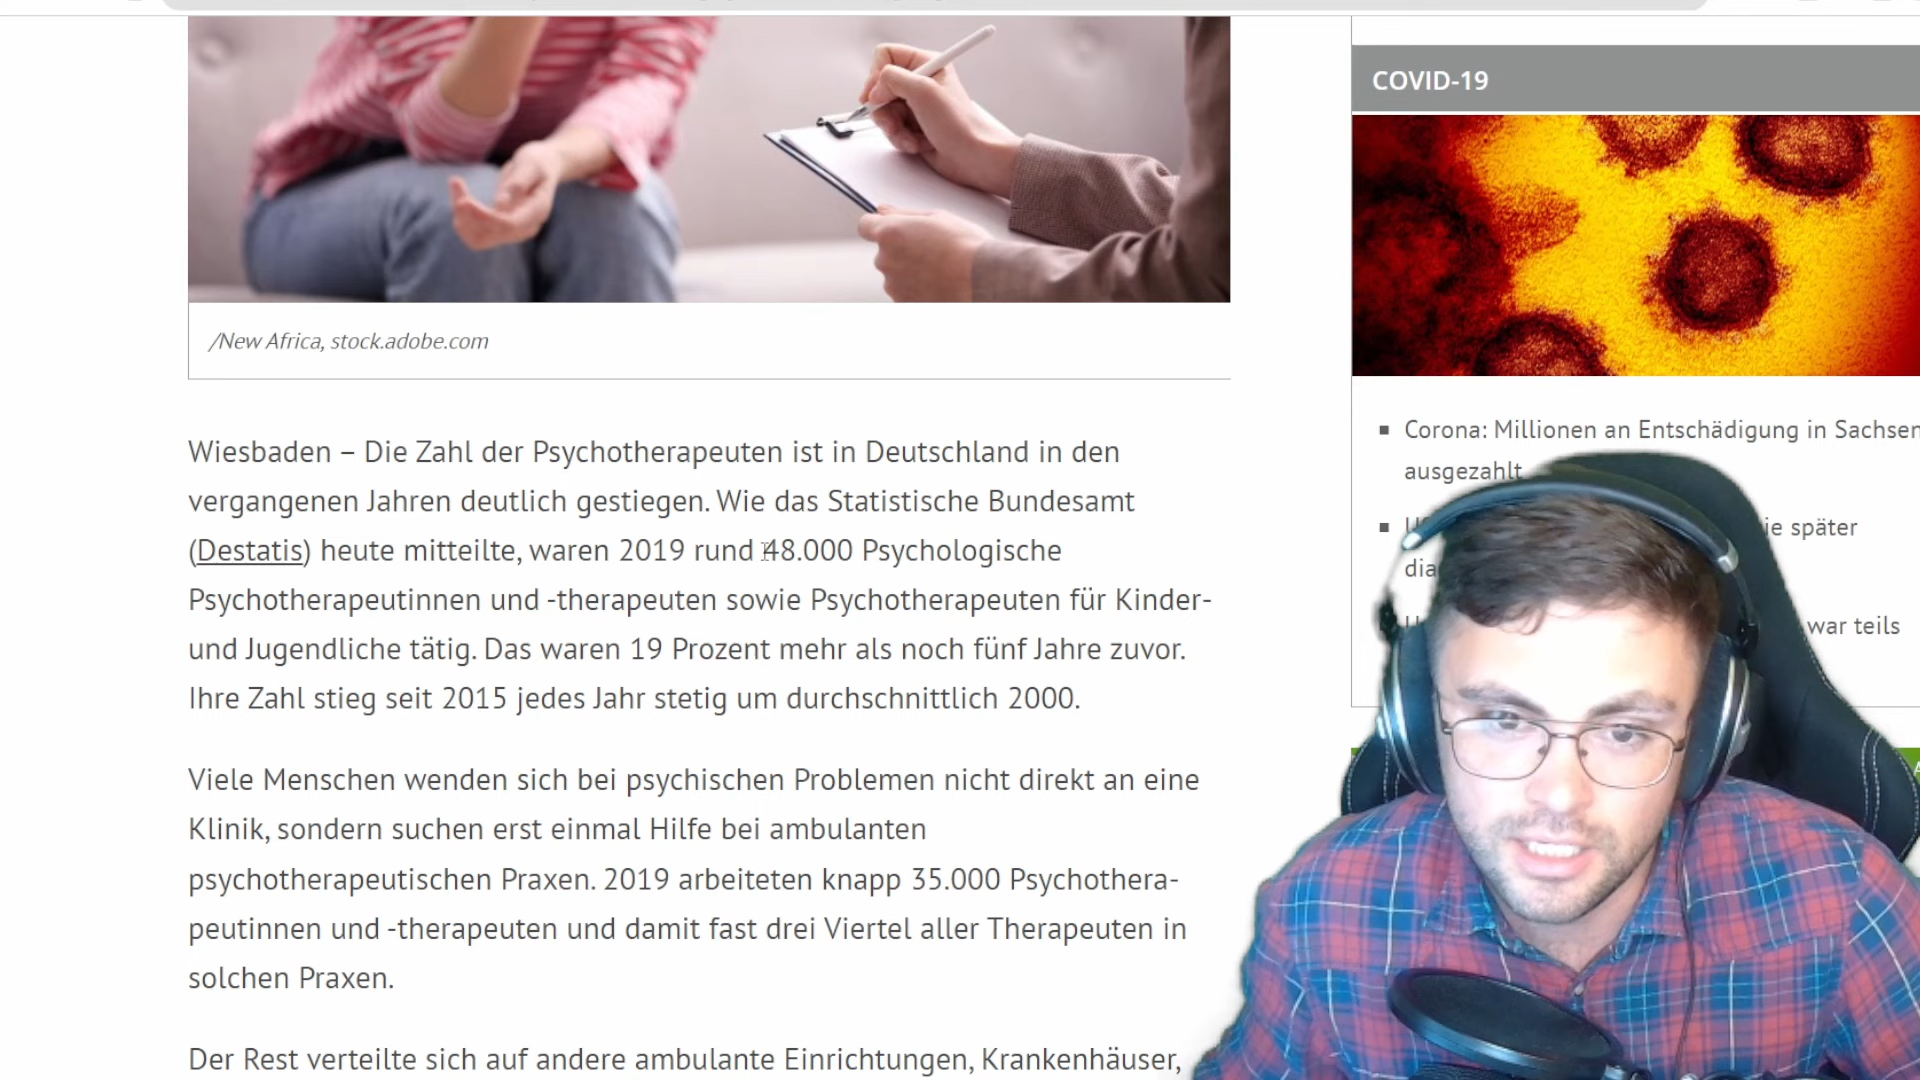 /New Africa, stock.adobe.com
Wiesbaden – Die Zahl der Psychotherapeuten ist in Deutschland in den
vergangenen Jahren deutlich gestiegen. Wie das Statistische Bundesamt
(Destatis) heute mitteilte, waren 2019 rund 48.000 Psychologische
Psychotherapeutinnen und -therapeuten sowie Psychotherapeuten für Kinder-
und Jugendliche tätig. Das waren 19 Prozent mehr als noch fünf Jahre zuvor.
Ihre Zahl stieg seit 2015 jedes Jahr stetig um durchschnittlich 2000.
Viele Menschen wenden sich bei psychischen Problemen nicht direkt an eine
Klinik, sondern suchen erst einmal Hilfe bei ambulanten
psychotherapeutischen Praxen. 2019 arbeiteten knapp 35.000 Psychothera-
peutinnen und -therapeuten und damit fast drei Viertel aller Therapeuten in
solchen Praxen.
Der Rest verteilte sich auf andere ambulante Einrichtungen, Krankenhäuser,
COVID-19
Corona: Millionen an Entschädigung in Sachsen
ausgezahlt
später
war teils